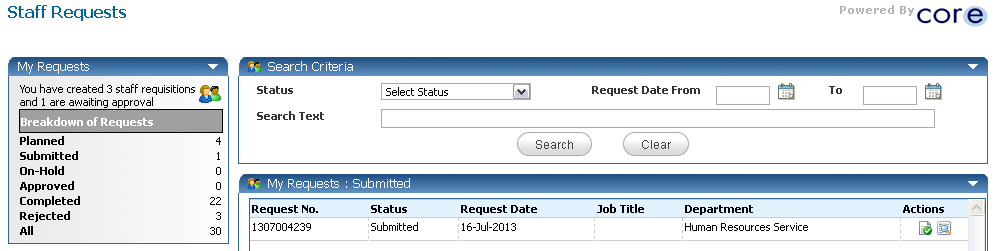 Staff Requests
Powered By core
My Requests
You have created 3 staff requisitions
and 1 are awaiting approval
Breakdown of Requests
Planned 4
Submitted 1
On-Hold 0
Approved 0
Completed 22
Rejected 3
All 30
Search Criteria
Status Select Status Request Date From To
Search Text
Search Clear
My Requests : Submitted
Request No. Status Request Date Job Title Department Actions
1307004239 Submitted 16-Jul-2013 Human Resources Service